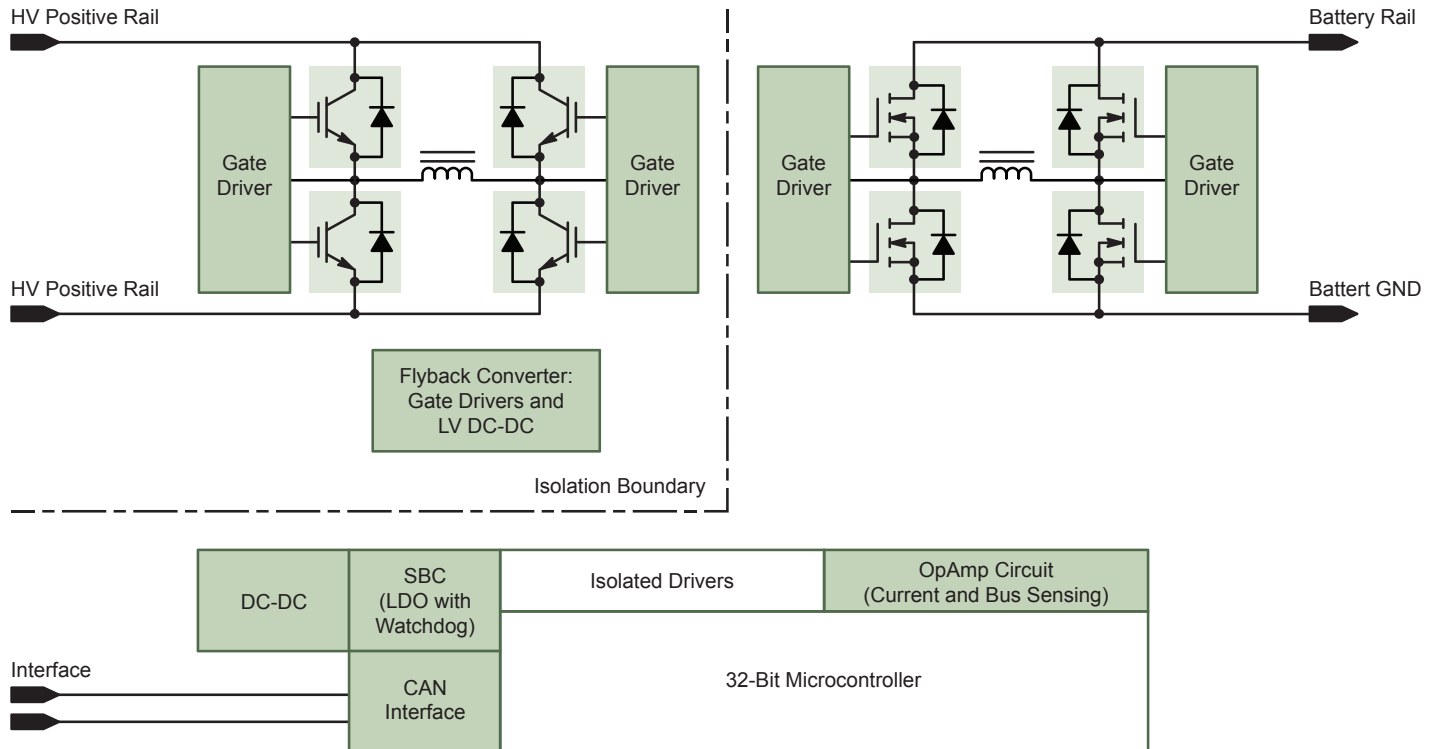 HV Positive Rail
Battery Rail
Gate
Driver
Gate
Driver
Gate
Driver
Gate
Driver
HV Positive Rail
Battert GND
Flyback Converter:
Gate Drivers and
LV DC-DC
Isolation Boundary
DC-DC
SBC
(LDO with
Watchdog)
Isolated Drivers
OpAmp Circuit
(Current and Bus Sensing)
Interface
CAN
Interface
32-Bit Microcontroller